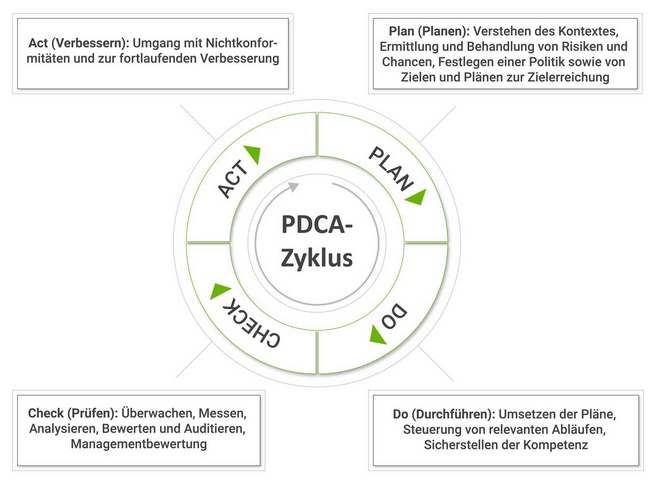 Act (Verbessern): Umgang mit Nichtkonfor-
mitäten und zur fortlaufenden Verbesserung
Plan (Planen): Verstehen des Kontextes,
Ermittlung und Behandlung von Risiken und
Chancen, Festlegen einer Politik sowie von
Zielen und Plänen zur Zielerreichung
ACT
PLAN
PDCA-
Zyklus
CHECK
DO
Check (Prüfen): Überwachen, Messen,
Analysieren, Bewerten und Auditieren,
Managementbewertung
Do (Durchführen): Umsetzen der Pläne,
Steuerung von relevanten Abläufen,
Sicherstellen der Kompetenz